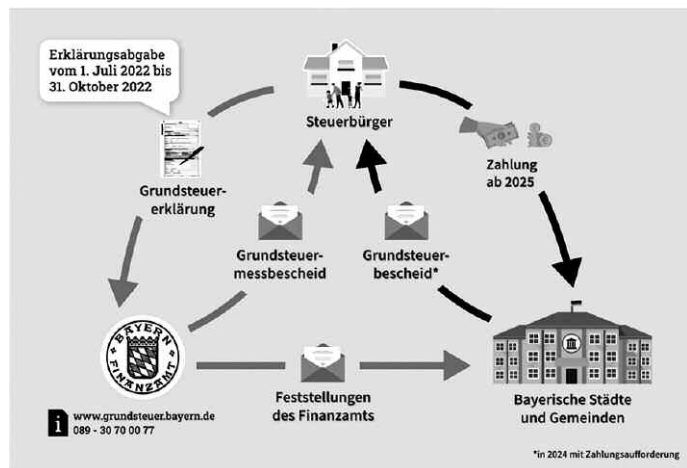 Erklärungsabgabe
vom 1. Juli 2022 bis
31. Oktober 2022
Steuerbürger
Zahlung
ab 2025
Grundsteuer-
erklärung
Grundsteuer-
messbescheid
Grundsteuer-
bescheid*
BAYERN
FINANZAMT
Feststellungen
des Finanzamts
Bayerische Städte
und Gemeinden
i
www.grundsteuer.bayern.de
089 - 30 70 00 77
*in 2024 mit Zahlungsaufforderung